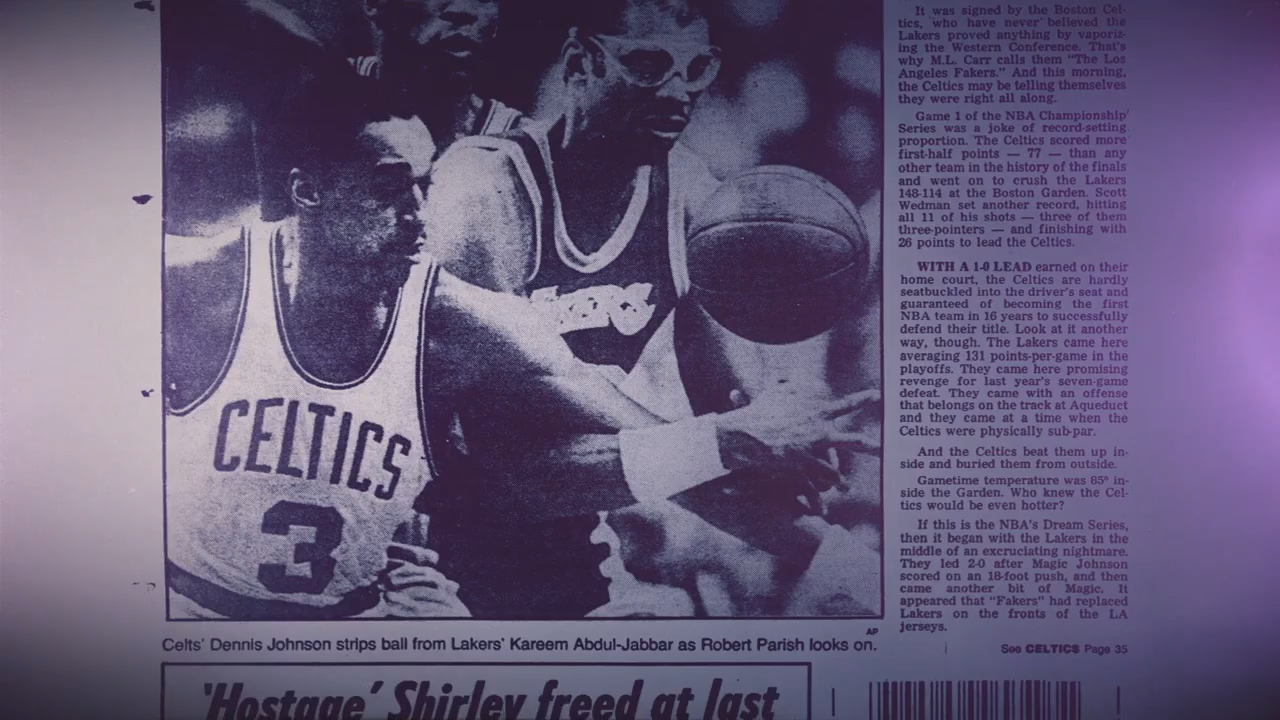 It was signed by the Boston Cel-
tics, who have never believed the
Lakers proved anything by vaporiz-
ing the Western Conference. That's
why M.L. Carr calls them "The Los
Angeles Fakers." And this morning,
the Celtics may be telling themselves
they were right all along.
Game 1 of the NBA Championship
Series was a joke of record-setting
proportion. The Celtics scored more
first-half points — 77 — than any
other team in the history of the finals
and went on to crush the Lakers
148-114 at the Boston Garden. Scott
Wedman set another record, hitting
all 11 of his shots — three of them
three-pointers — and finishing with
26 points to lead the Celtics.
WITH A 1-0 LEAD earned on their
home court, the Celtics are hardly
seatbuckled into the driver's seat and
guaranteed of becoming the first
NBA team in 16 years to successfully
defend their title. Look at it another
way, though. The Lakers came here
averaging 131 points-per-game in the
playoffs. They came here promising
revenge for last year's seven-game
defeat. They came with an offense
that belongs on the track at Aqueduct
and they came at a time when the
Celtics were physically sub-par.
And the Celtics beat them up in-
side and buried them from outside.
Gametime temperature was 85° in-
side the Garden. Who knew the Cel-
tics would be even hotter?
If this is the NBA's Dream Series,
then it began with the Lakers in the
middle of an excruciating nightmare.
They led 2-0 after Magic Johnson
scored on an 18-foot push, and then
came another bit of Magic. It
appeared that "Fakers" had replaced
Lakers on the fronts of the LA
jerseys.
See CELTICS Page 35
CELTICS
3
AP
Celts' Dennis Johnson strips ball from Lakers' Kareem Abdul-Jabbar as Robert Parish looks on.
'Hostage' Shirley freed at last